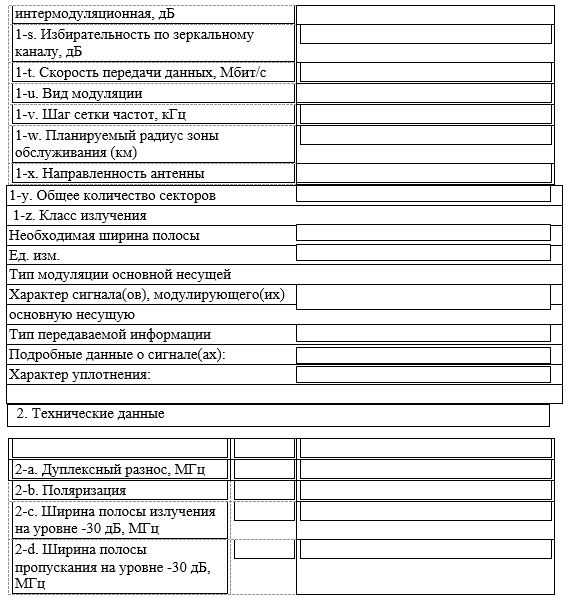 интермодуляционная, дБ
1-s. Избирательность по зеркальному
каналу, дБ
1-t. Скорость передачи данных, Мбит/с
1-u. Вид модуляции
1-v. Шаг сетки частот, кГц
1-w. Планируемый радиус зоны
обслуживания (км)
1-x. Направленность антенны
1-y. Общее количество секторов
1-z. Класс излучения
Необходимая ширина полосы
Ед. изм.
Тип модуляции основной несущей
Характер сигнала(ов), модулирующего(их)
основную несущую
Тип передаваемой информации
Подробные данные о сигнале(ах):
Характер уплотнения:
2. Технические данные
2-a. Дуплексный разнос, МГц
2-b. Поляризация
2-c. Ширина полосы излучения
на уровне -30 дБ, МГц
2-d. Ширина полосы
пропускания на уровне -30 дБ,
МГц